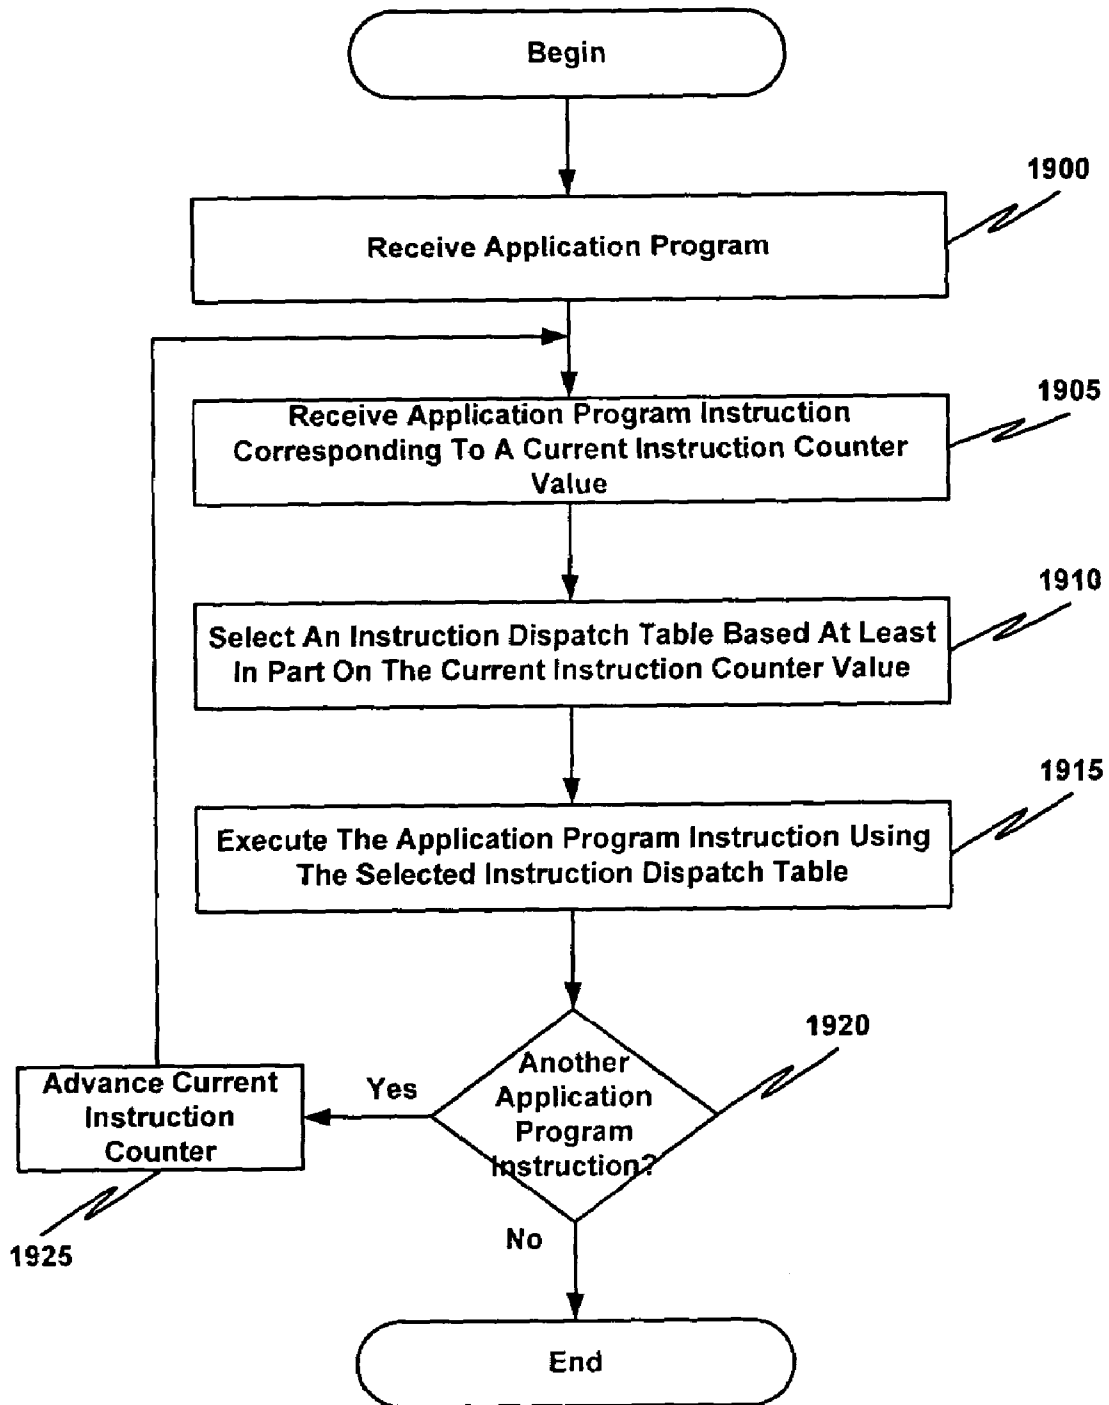 Begin
1900
Receive Application Program
1905
Receive Application Program Instruction
Corresponding To A Current Instruction Counter
Value
1910
Select An Instruction Dispatch Table Based At Least
In Part On The Current Instruction Counter Value
1915
Execute The Application Program Instruction Using
The Selected Instruction Dispatch Table
1920
Another
Application
Program
Instruction?
Yes
Advance Current
Instruction
Counter
1925
No
End